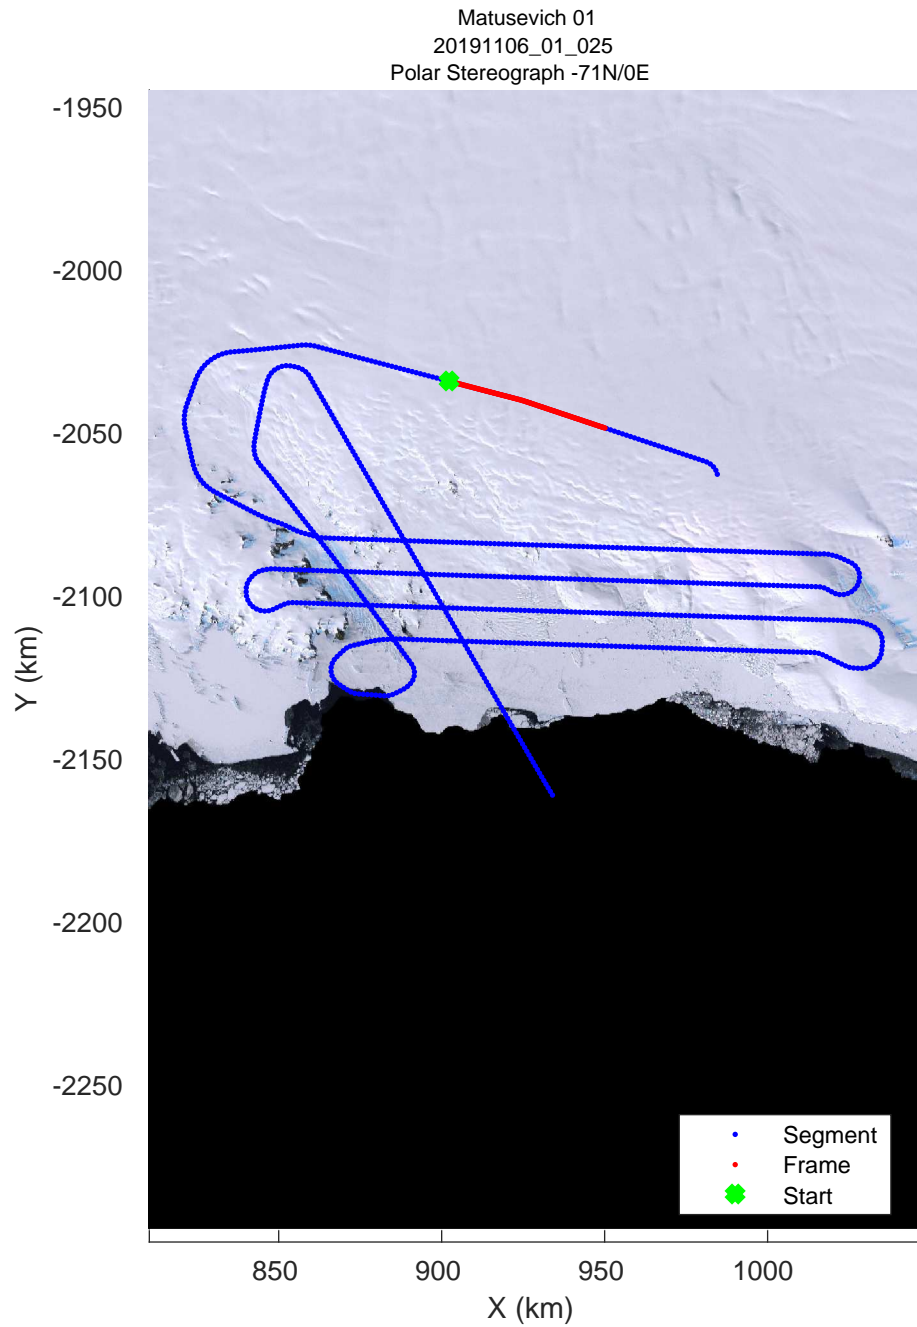 Matusevich 01
20191106_01_025
Polar Stereograph -71N/0E
-1950
-2000
-2050
-2100
-2150
-2200
-2250
Y (km)
850
900
950
1000
X (km)
Segment
Frame
Start